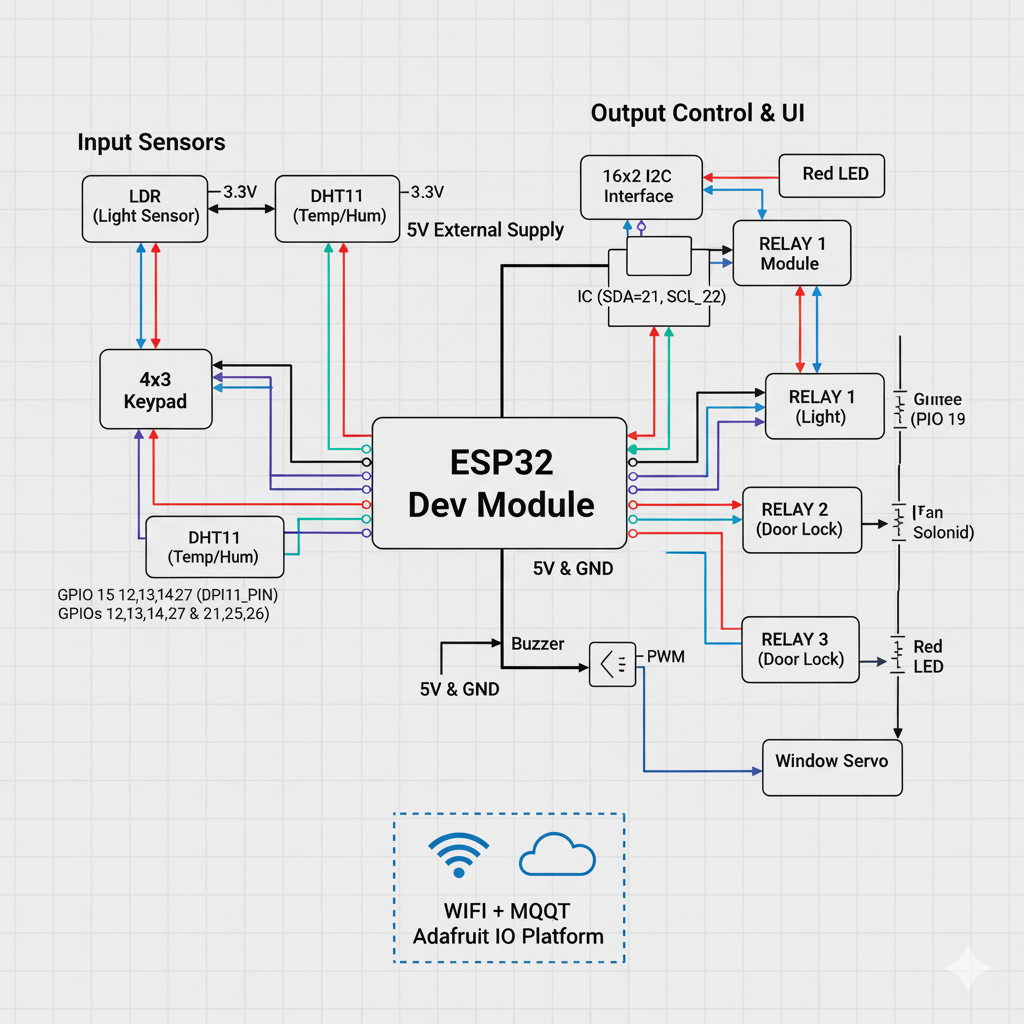 Output Control & UI
Input Sensors
LDR
(Light Sensor)
3.3V
DHT11
(Temp/Hum)
3.3V
5V External Supply
16x2 I2C
Interface
Red LED
RELAY 1
Module
IC (SDA=21, SCL_22)
4x3
Keypad
RELAY 1
(Light)
(PIO 19
ESP32
Dev Module
RELAY 2
(Door Lock)
Solonid)
DHT11
(Temp/Hum)
5V & GND
GPIO 15 12,13,1427 (DPI11_PIN)
GPIOs 12,13,14,27 & 21,25,26)
Buzzer
PWM
5V & GND
RELAY 3
(Door Lock)
Red
LED
Window Servo
WIFI + MQQT
Adafruit IO Platform